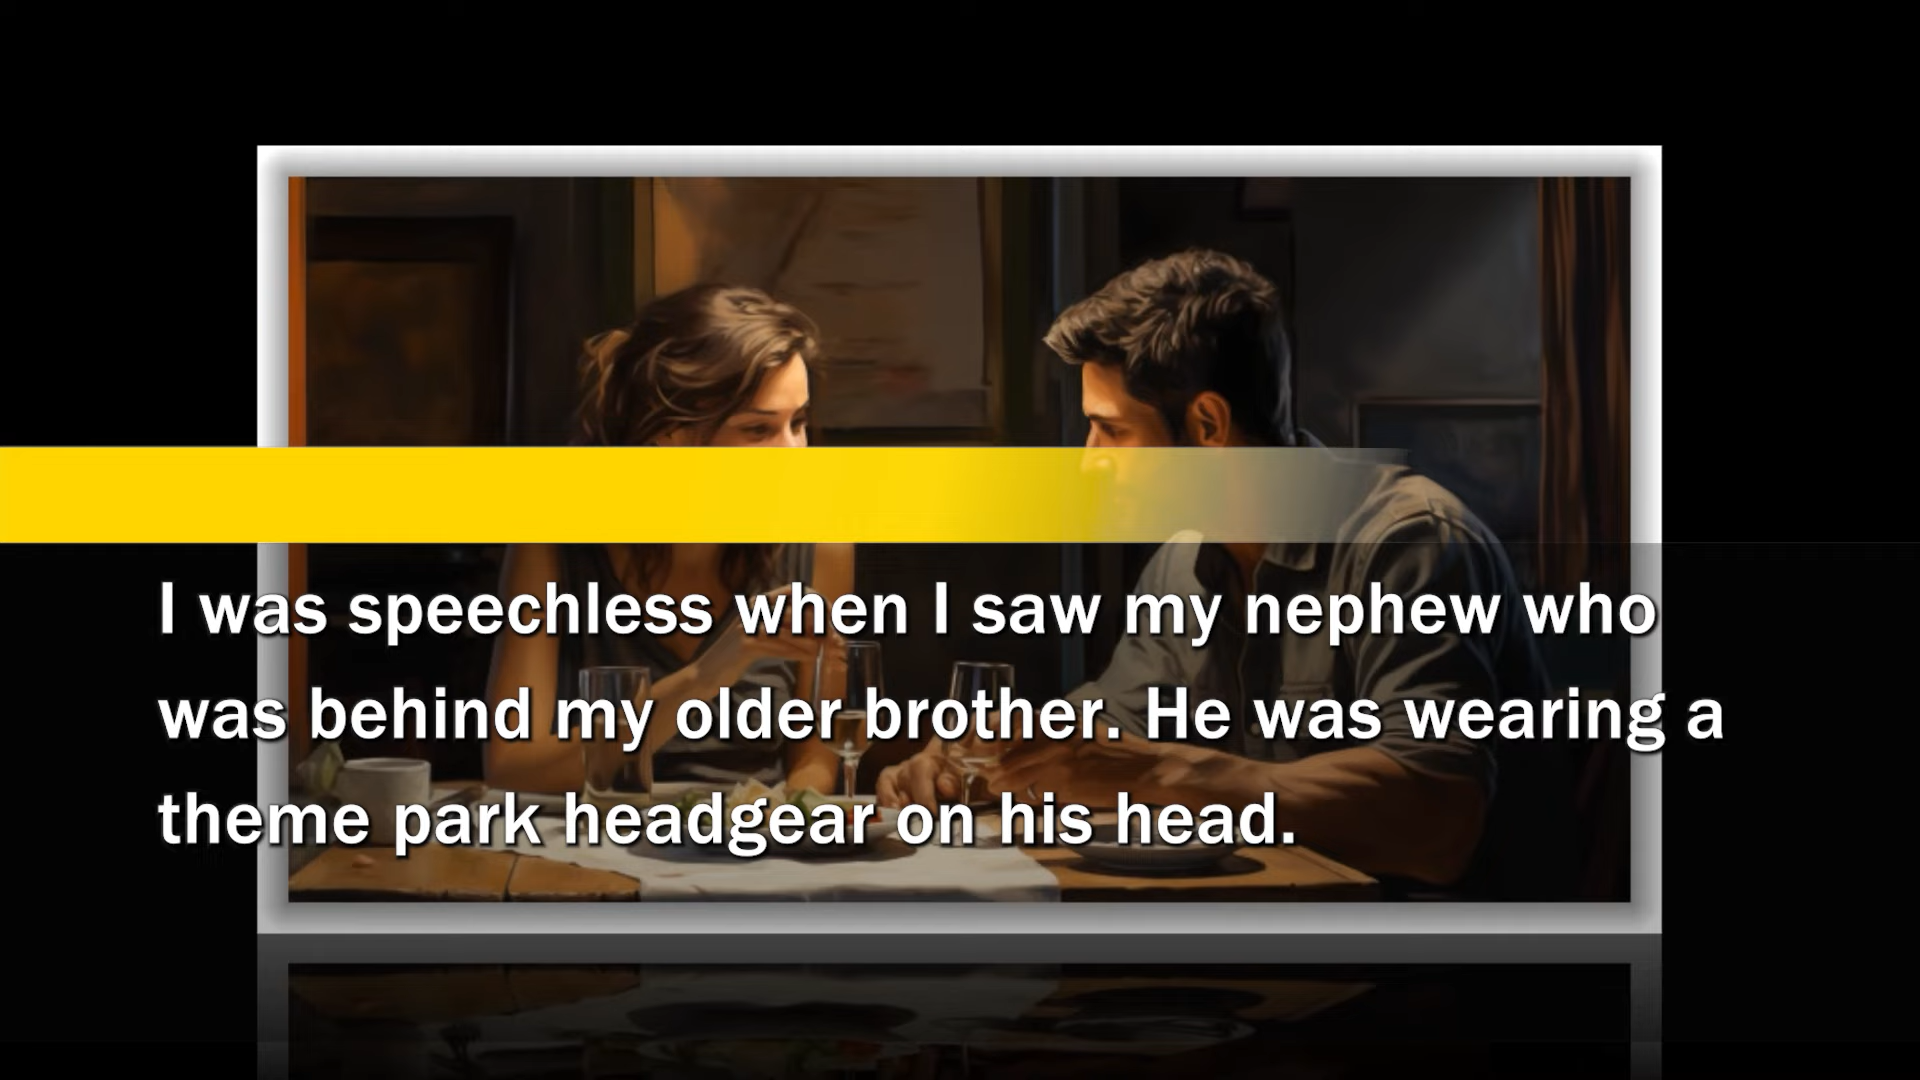 I was speechless when I saw my nephew who
was behind my older brother. He was wearing a
theme park headgear on his head.